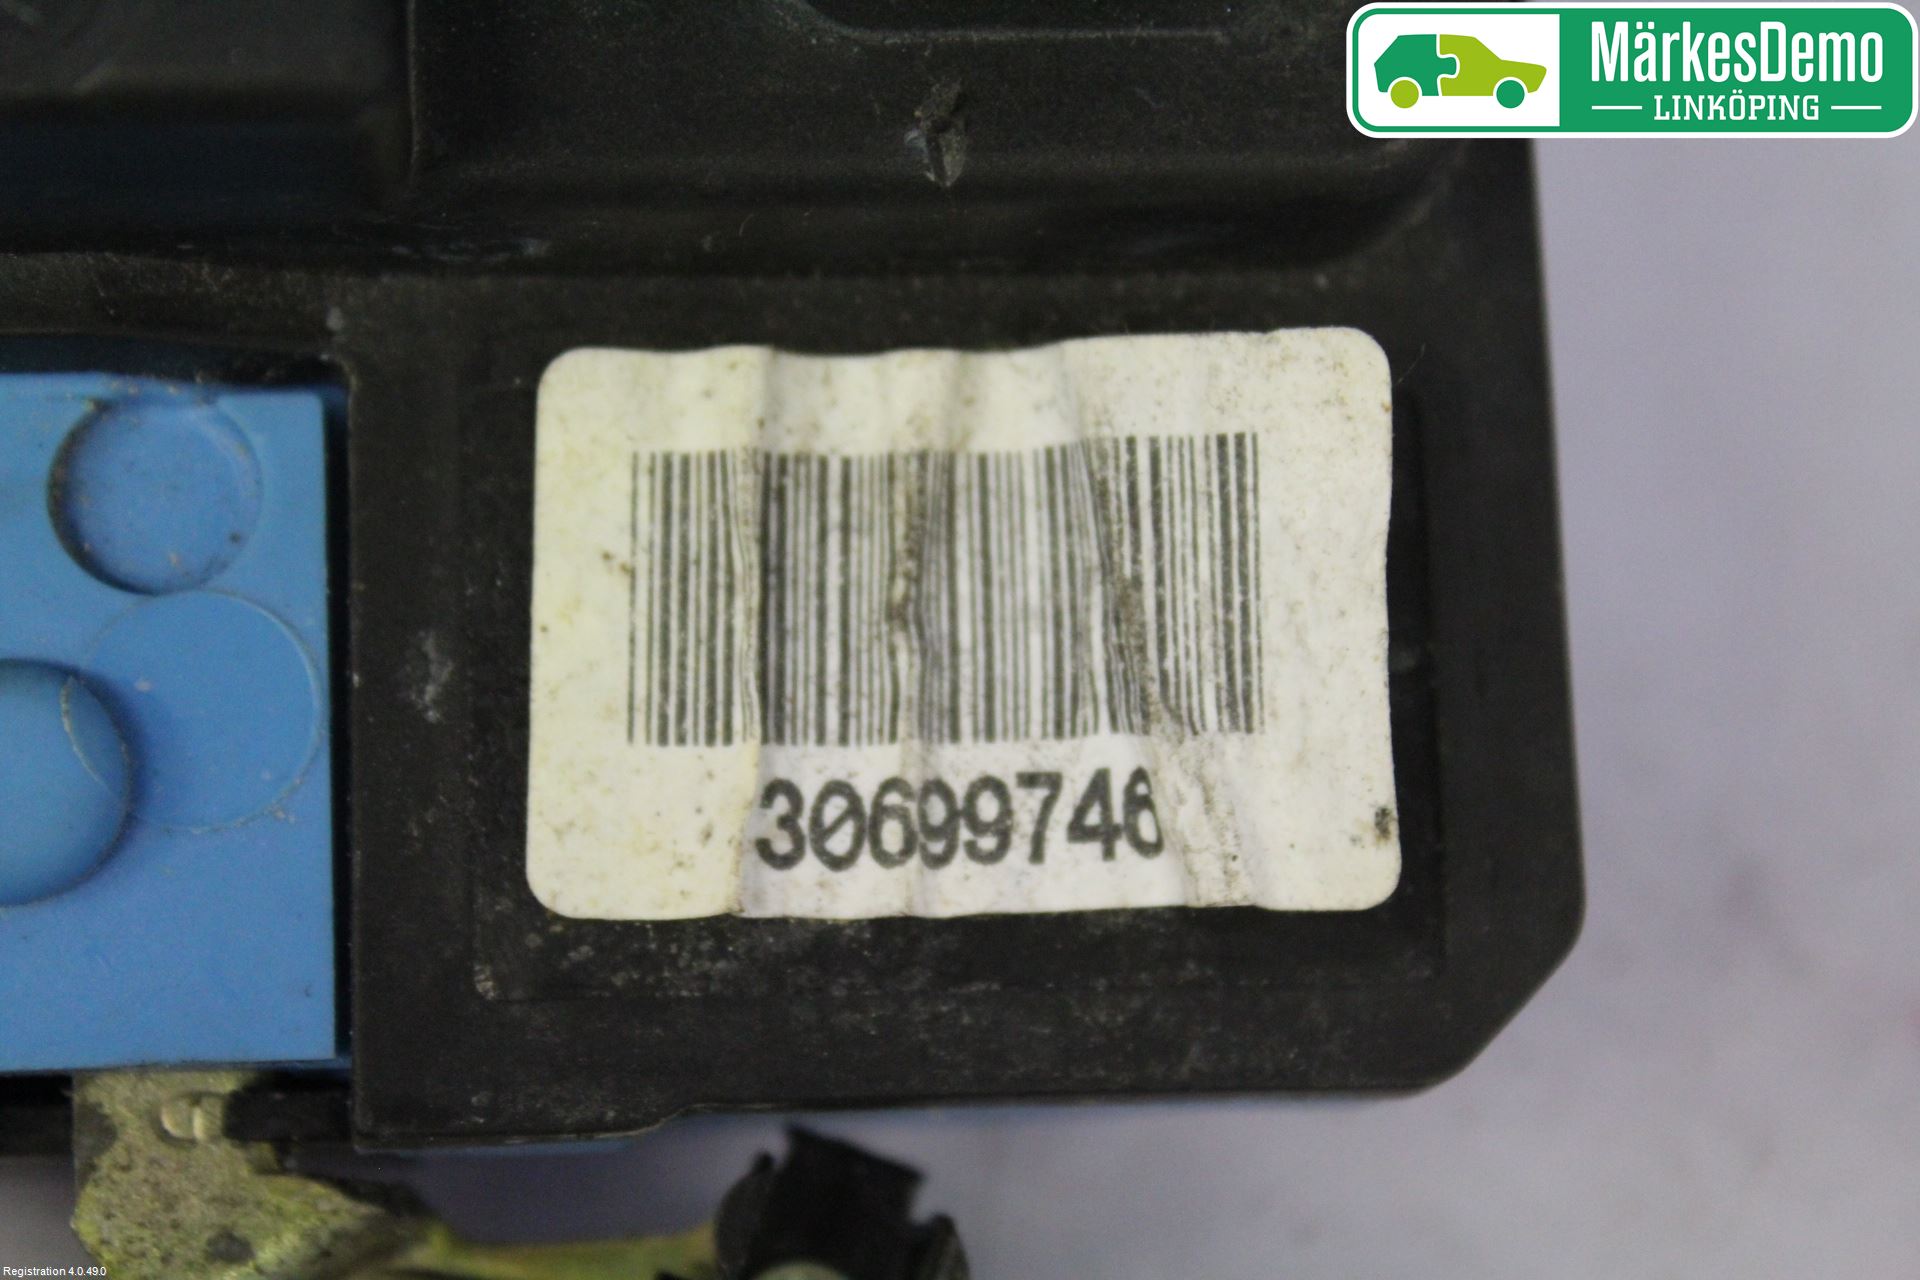 MärkesDemo
LINKÖPING
30699746
Registration 4.0.49.0